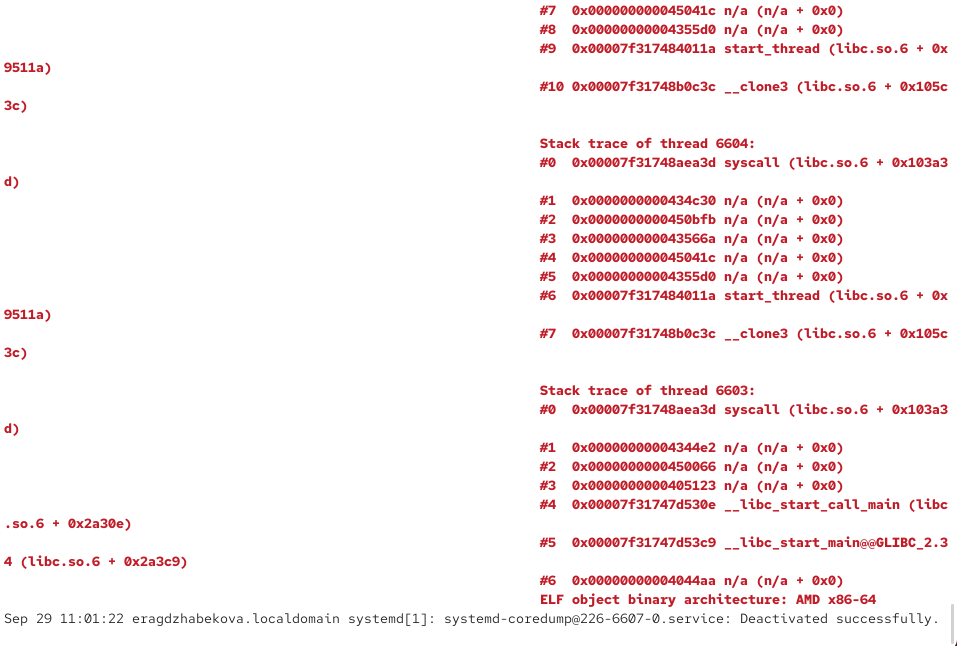 #7  0x000000000045041c n/a (n/a + 0x0)
#8  0x00000000004355d0 n/a (n/a + 0x0)
#9  0x00007f317484011a start_thread (libc.so.6 + 0x
9511a)
#10 0x00007f31748b0c3c __clone3 (libc.so.6 + 0x105c
3c)
Stack trace of thread 6604:
#0  0x00007f31748aea3d syscall (libc.so.6 + 0x103a3
d)
#1  0x0000000000434c30 n/a (n/a + 0x0)
#2  0x0000000000450bfb n/a (n/a + 0x0)
#3  0x000000000043566a n/a (n/a + 0x0)
#4  0x000000000045041c n/a (n/a + 0x0)
#5  0x00000000004355d0 n/a (n/a + 0x0)
#6  0x00007f317484011a start_thread (libc.so.6 + 0x
9511a)
#7  0x00007f31748b0c3c __clone3 (libc.so.6 + 0x105c
3c)
Stack trace of thread 6603:
#0  0x00007f31748aea3d syscall (libc.so.6 + 0x103a3
d)
#1  0x00000000004344e2 n/a (n/a + 0x0)
#2  0x0000000000450066 n/a (n/a + 0x0)
#3  0x0000000000405123 n/a (n/a + 0x0)
#4  0x00007f31747d530e __libc_start_call_main (libc
.so.6 + 0x2a30e)
#5  0x00007f31747d53c9 __libc_start_main@@GLIBC_2.3
4 (libc.so.6 + 0x2a3c9)
#6  0x00000000004044aa n/a (n/a + 0x0)
ELF object binary architecture: AMD x86-64
Sep 29 11:01:22 eragdzhabekova.localdomain systemd[1]: systemd-coredump@226-6607-0.service: Deactivated successfully.